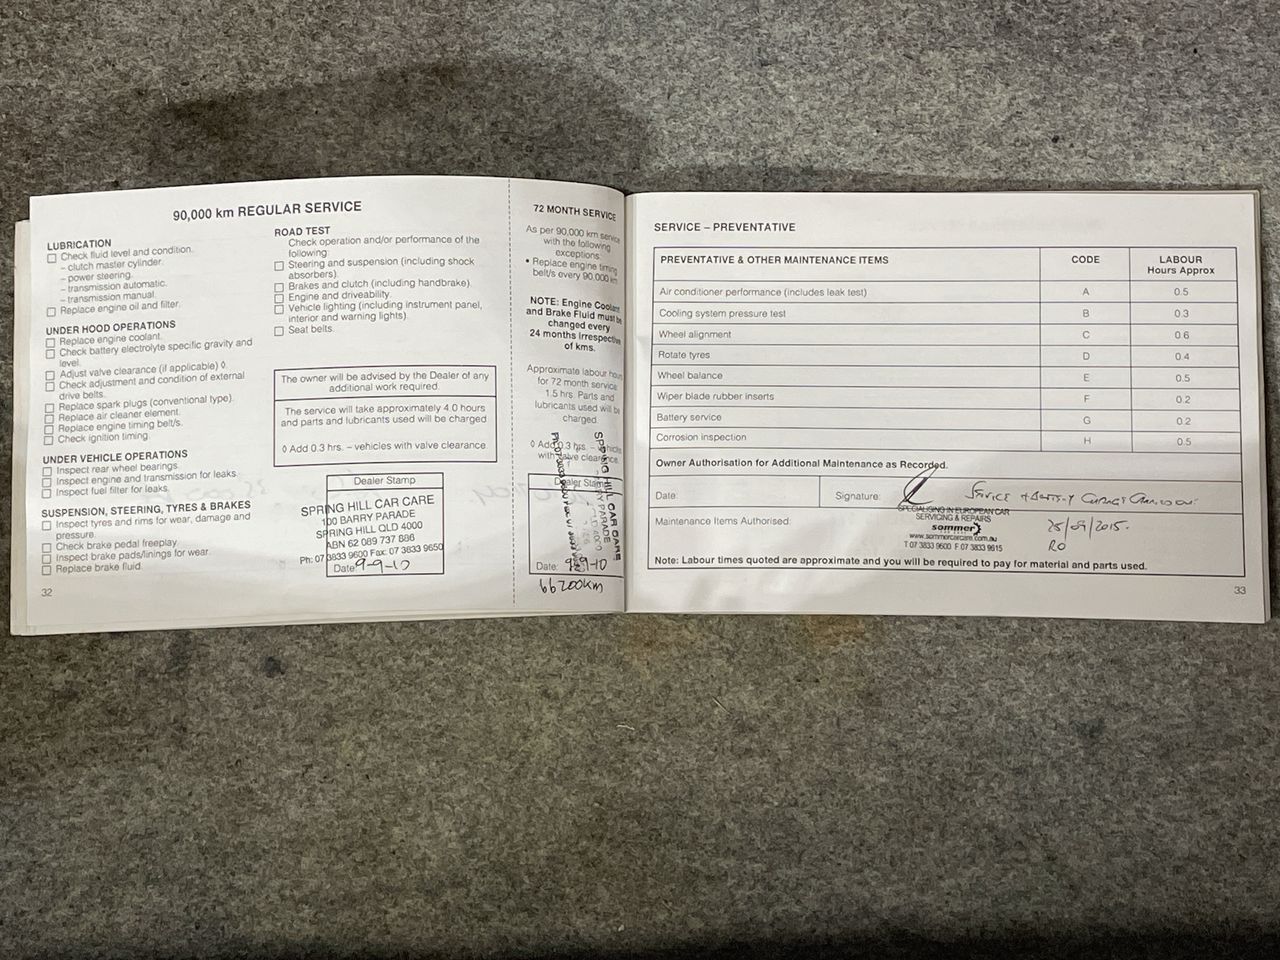 90,000 km REGULAR SERVICE
LUBRICATION
Check fluid level and condition.
– clutch master cylinder.
– power steering.
– transmission automatic.
– transmission manual.
Replace engine oil and filter.
UNDER HOOD OPERATIONS
Replace engine coolant.
Check battery electrolyte specific gravity and
level.
Adjust valve clearance (if applicable) ◊.
Check adjustment and condition of external
drive belts.
Replace spark plugs (conventional type).
Replace air cleaner element.
Replace engine timing belt/s.
Check ignition timing.
UNDER VEHICLE OPERATIONS
Inspect rear wheel bearings.
Inspect engine and transmission for leaks.
Inspect fuel filter for leaks.
SUSPENSION, STEERING, TYRES & BRAKES
Inspect tyres and rims for wear, damage and
pressure.
Check brake pedal freeplay.
Inspect brake pads/linings for wear.
Replace brake fluid.
32
ROAD TEST
Check operation and/or performance of the
following:
Steering and suspension (including shock
absorbers).
Brakes and clutch (including handbrake).
Engine and driveability.
Vehicle lighting (including instrument panel,
interior and warning lights).
Seat belts.
The owner will be advised by the Dealer of any
additional work required.
The service will take approximately 4.0 hours
and parts and lubricants used will be charged
◊ Add 0.3 hrs. – vehicles with valve clearance.
Dealer Stamp
SPRING HILL CAR CARE
100 BARRY PARADE
SPRING HILL QLD 4000
ABN 62 089 737 886
Ph: 07 3833 9600 Fax: 07 3833 9650
Date 9-9-10
72 MONTH SERVICE
As per 90,000 km service
with the following
exceptions:
• Replace engine timing
belt/s every 90,000 km
NOTE: Engine Coolant
and Brake Fluid must be
changed every
24 months irrespective
of kms.
Approximate labour hours
for 72 month service
1.5 hrs. Parts and
lubricants used will be
charged.
◊ Add 0.3 hrs. – vehicles
with valve clearance.
Dealer Stamp
SPRING HILL CAR CARE
Date: 9-9-10
66200km
SERVICE – PREVENTATIVE
PREVENTATIVE & OTHER MAINTENANCE ITEMS CODE LABOUR
Hours Approx
Air conditioner performance (includes leak test) A 0.5
Cooling system pressure test B 0.3
Wheel alignment C 0.6
Rotate tyres D 0.4
Wheel balance E 0.5
Wiper blade rubber inserts F 0.2
Battery service G 0.2
Corrosion inspection H 0.5
Owner Authorisation for Additional Maintenance as Recorded.
Date: Signature: SERVICE
Maintenance Items Authorised:
SPECIALISING IN EUROPEAN CAR
SERVICING & REPAIRS
sommer
www.sommercarcare.com.au
T 07 3833 9600 F 07 3833 9615
25/09/2015.
RO
Note: Labour times quoted are approximate and you will be required to pay for material and parts used.
33